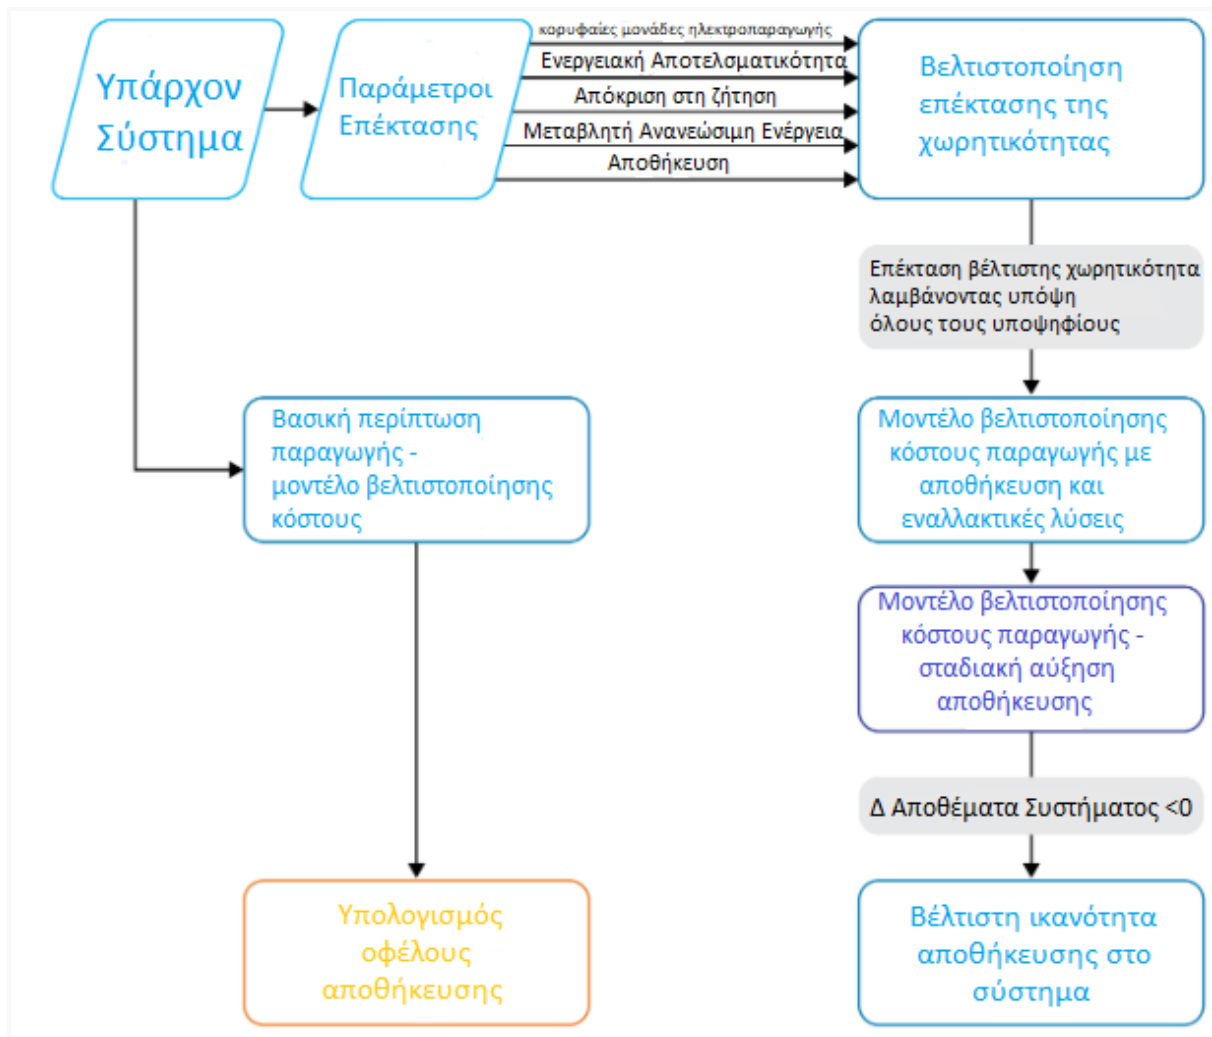 Υπάρχον
Σύστημα
Παράμετροι
Επέκτασης
κορυφαίες μονάδες ηλεκτροπαραγωγής
Ενεργειακή Αποτελσματικότητα
Απόκριση στη ζήτηση
Μεταβλητή Ανανεώσιμη Ενέργεια
Αποθήκευση
Βελτιστοποίηση
επέκτασης της
χωρητικότητας
Επέκταση βέλτιστης χωρητικότητα
λαμβάνοντας υπόψη
όλους τους υποψηφίους
Βασική περίπτωση
παραγωγής -
μοντέλο βελτιστοποίησης
κόστους
Μοντέλο βελτιστοποίησης
κόστους παραγωγής με
αποθήκευση και
εναλλακτικές λύσεις
Μοντέλο βελτιστοποίησης
κόστους παραγωγής -
σταδιακή αύξηση
αποθήκευσης
Δ Αποθέματα Συστήματος <0
Υπολογισμός
οφέλους
αποθήκευσης
Βέλτιστη ικανότητα
αποθήκευσης στο
σύστημα